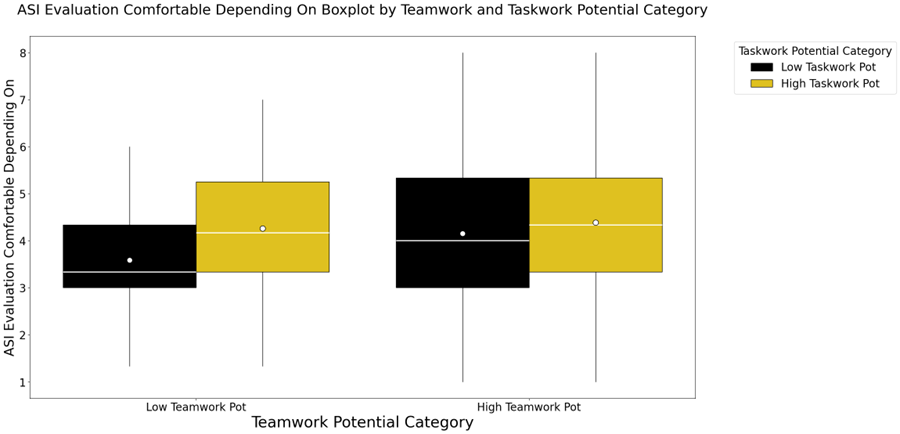 ASI Evaluation Comfortable Depending On Boxplot by Teamwork and Taskwork Potential Category
Taskwork Potential Category
Low Taskwork Pot
High Taskwork Pot
ASI Evaluation Comfortable Depending On
8
7
6
5
4
3
2
1
Low Teamwork Pot
High Teamwork Pot
Teamwork Potential Category